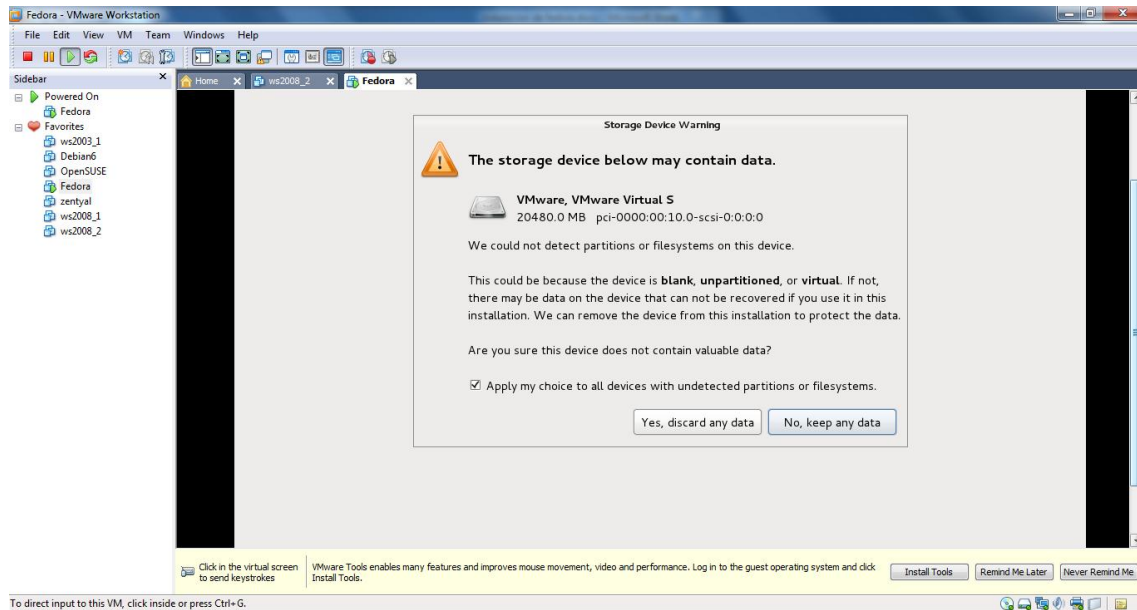 Fedora - VMware Workstation
File Edit View VM Team Windows Help
Sidebar
Home ws2008_2 Fedora
Powered On
Fedora
Favorites
ws2003_1
Debian6
OpenSUSE
Fedora
zentyal
ws2008_1
ws2008_2
Storage Device Warning
The storage device below may contain data.
VMware, VMware Virtual S
20480.0 MB pci-0000:00:10.0-scsi-0:0:0:0
We could not detect partitions or filesystems on this device.
This could be because the device is blank, unpartitioned, or virtual. If not,
there may be data on the device that can not be recovered if you use it in this
installation. We can remove the device from this installation to protect the data.
Are you sure this device does not contain valuable data?
Apply my choice to all devices with undetected partitions or filesystems.
Yes, discard any data No, keep any data
Click in the virtual screen
to send keystrokes
VMware Tools enables many features and improves mouse movement, video and performance. Log in to the guest operating system and click
Install Tools.
Install Tools Remind Me Later Never Remind Me
To direct input to this VM, click inside or press Ctrl+G.